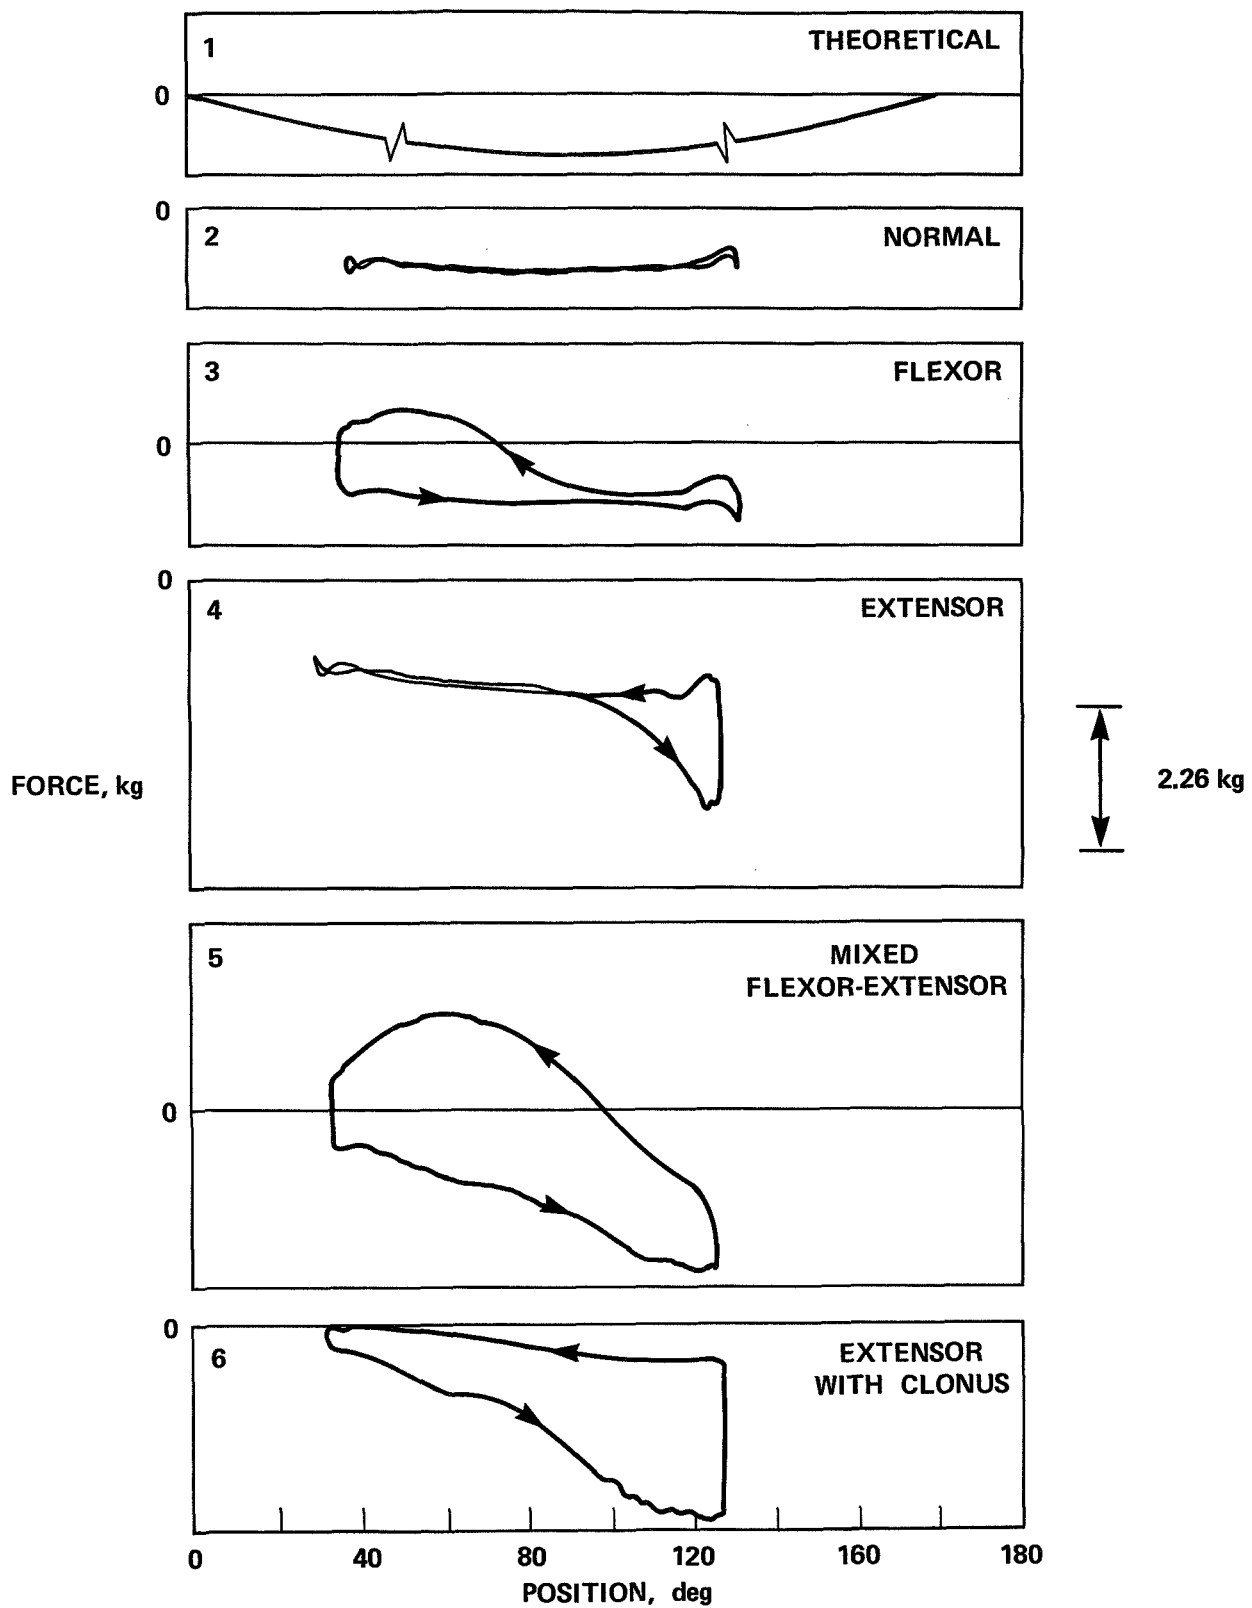 1
THEORETICAL
0
0
2
NORMAL
3
FLEXOR
0
0
4
EXTENSOR
FORCE, kg
2.26 kg
5
MIXED
FLEXOR-EXTENSOR
0
0
6
EXTENSOR
WITH CLONUS
0 40 80 120 160 180
POSITION, deg